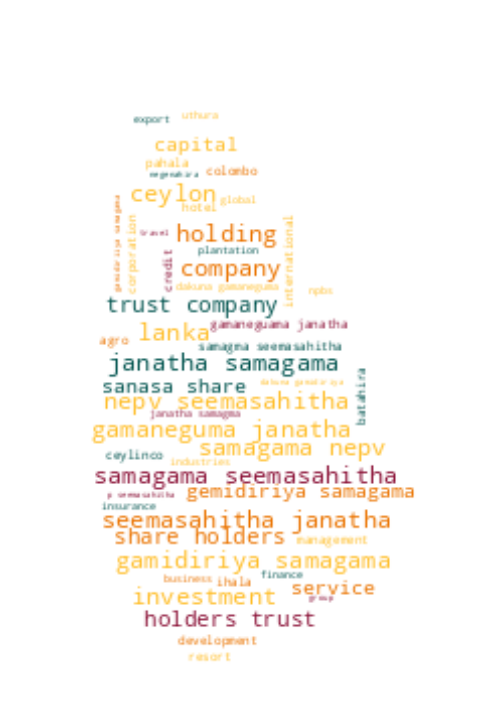 export uthura
capital
pahala
negenahira colombo
ceylon global
hotel
gamidiriya samagama
corporation
travel holding
international
plantation
credit company
dakuna gamaneguma
npbs
trust company
gamaneguama janatha
lanka
agro samagma seemasahitha
janatha samagama
sanasa share dakuna gamidiriya
batahira
nepv seemasahitha
janatha samagma
gamaneguma janatha
samagama nepv
ceylinco industries
samagama seemasahitha
p seemasahitha gemidiriya samagama
insurance
seemasahitha janatha
share holders management
gamidiriya samagama
business ihala finance
service
investment group
holders trust
development
resort